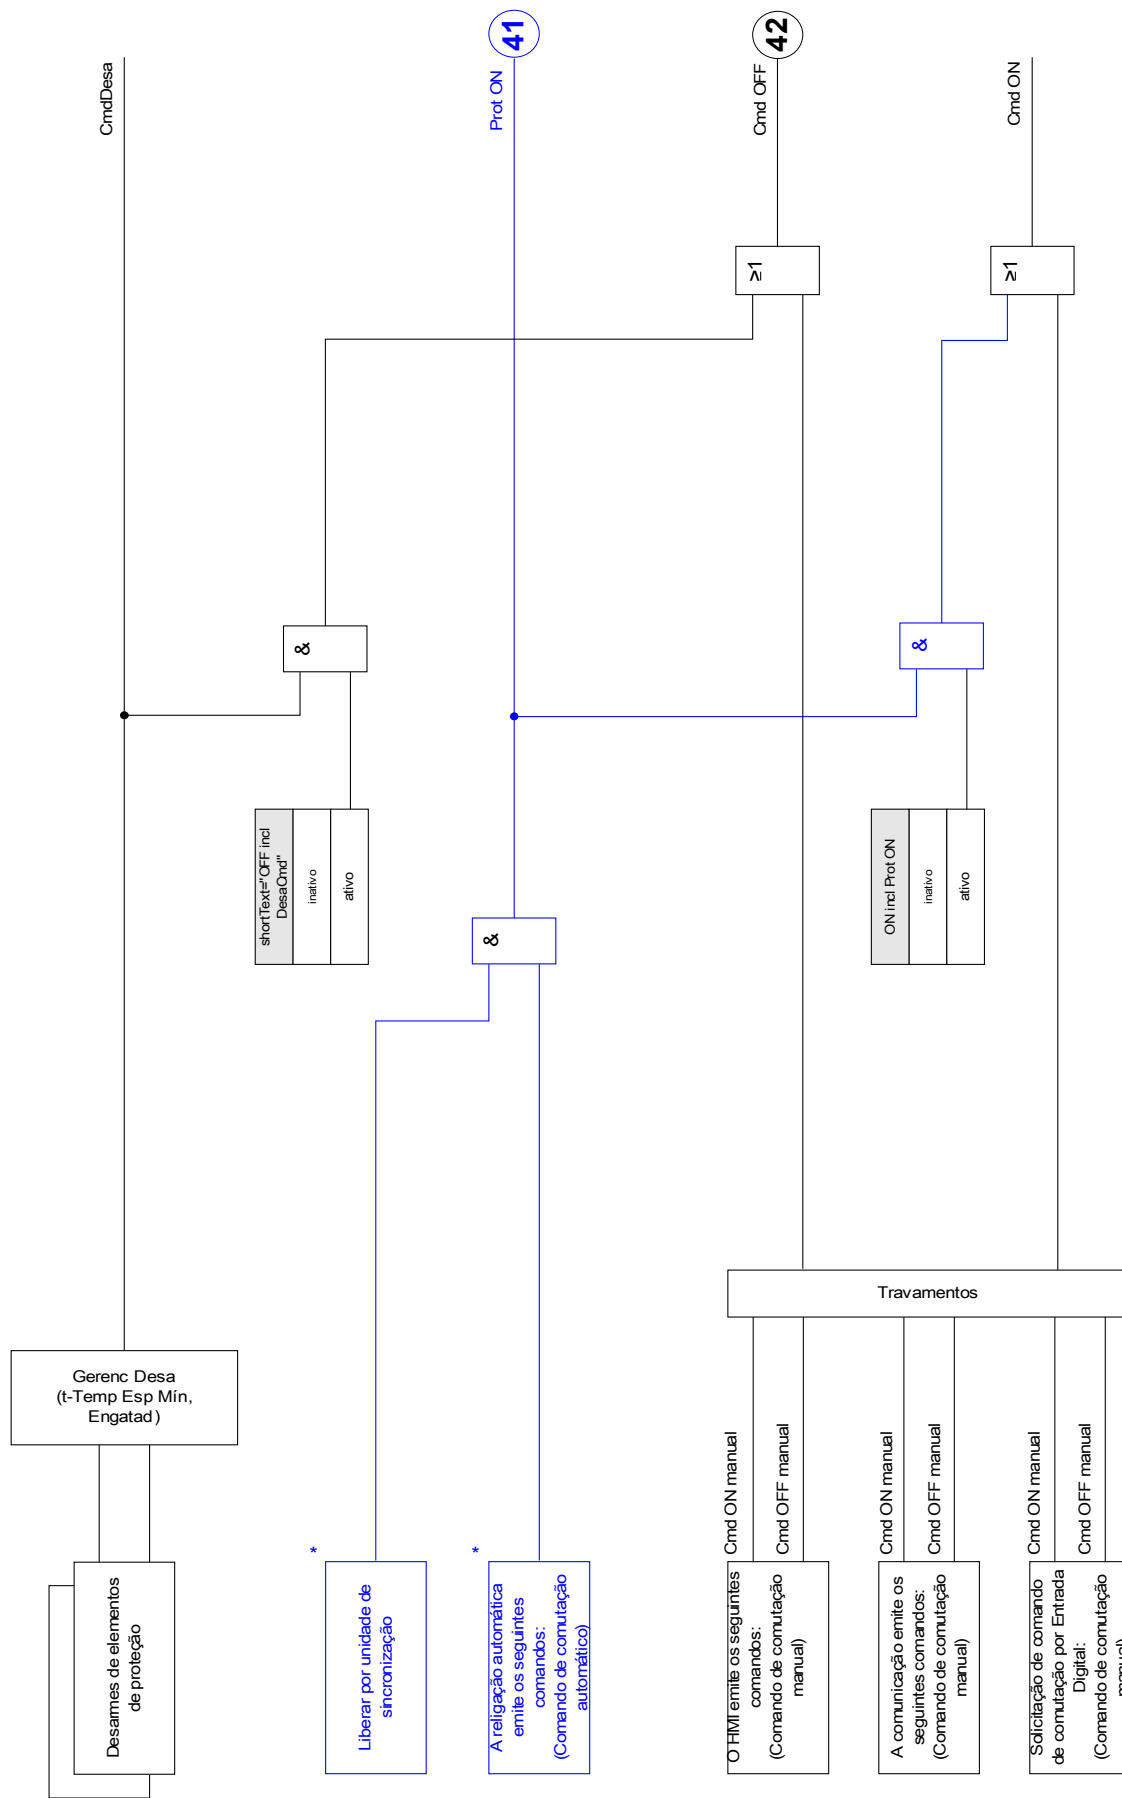 CmdDesa
Prot ON
41
Cmd OFF
42
Cmd ON
≥1
≥1
&
&
shortText="OFF incl
DesaCmd"
inativo
ativo
ON incl Prot ON
inativo
ativo
&
Travamentos
Gerenc Desa
(t-Temp Esp Mín,
Engatad)
Cmd ON manual
Cmd OFF manual
Cmd ON manual
Cmd OFF manual
Cmd ON manual
Cmd OFF manual
*
*
Desarmes de elementos
de proteção
Liberar por unidade de
sincronização
A religação automática
emite os seguintes
comandos:
(Comando de comutação
automático)
O HMI emite os seguintes
comandos:
(Comando de comutação
manual)
A comunicação emite os
seguintes comandos:
(Comando de comutação
manual)
Solicitação de comando
de comutação por Entrada
Digital:
(Comando de comutação
manual)